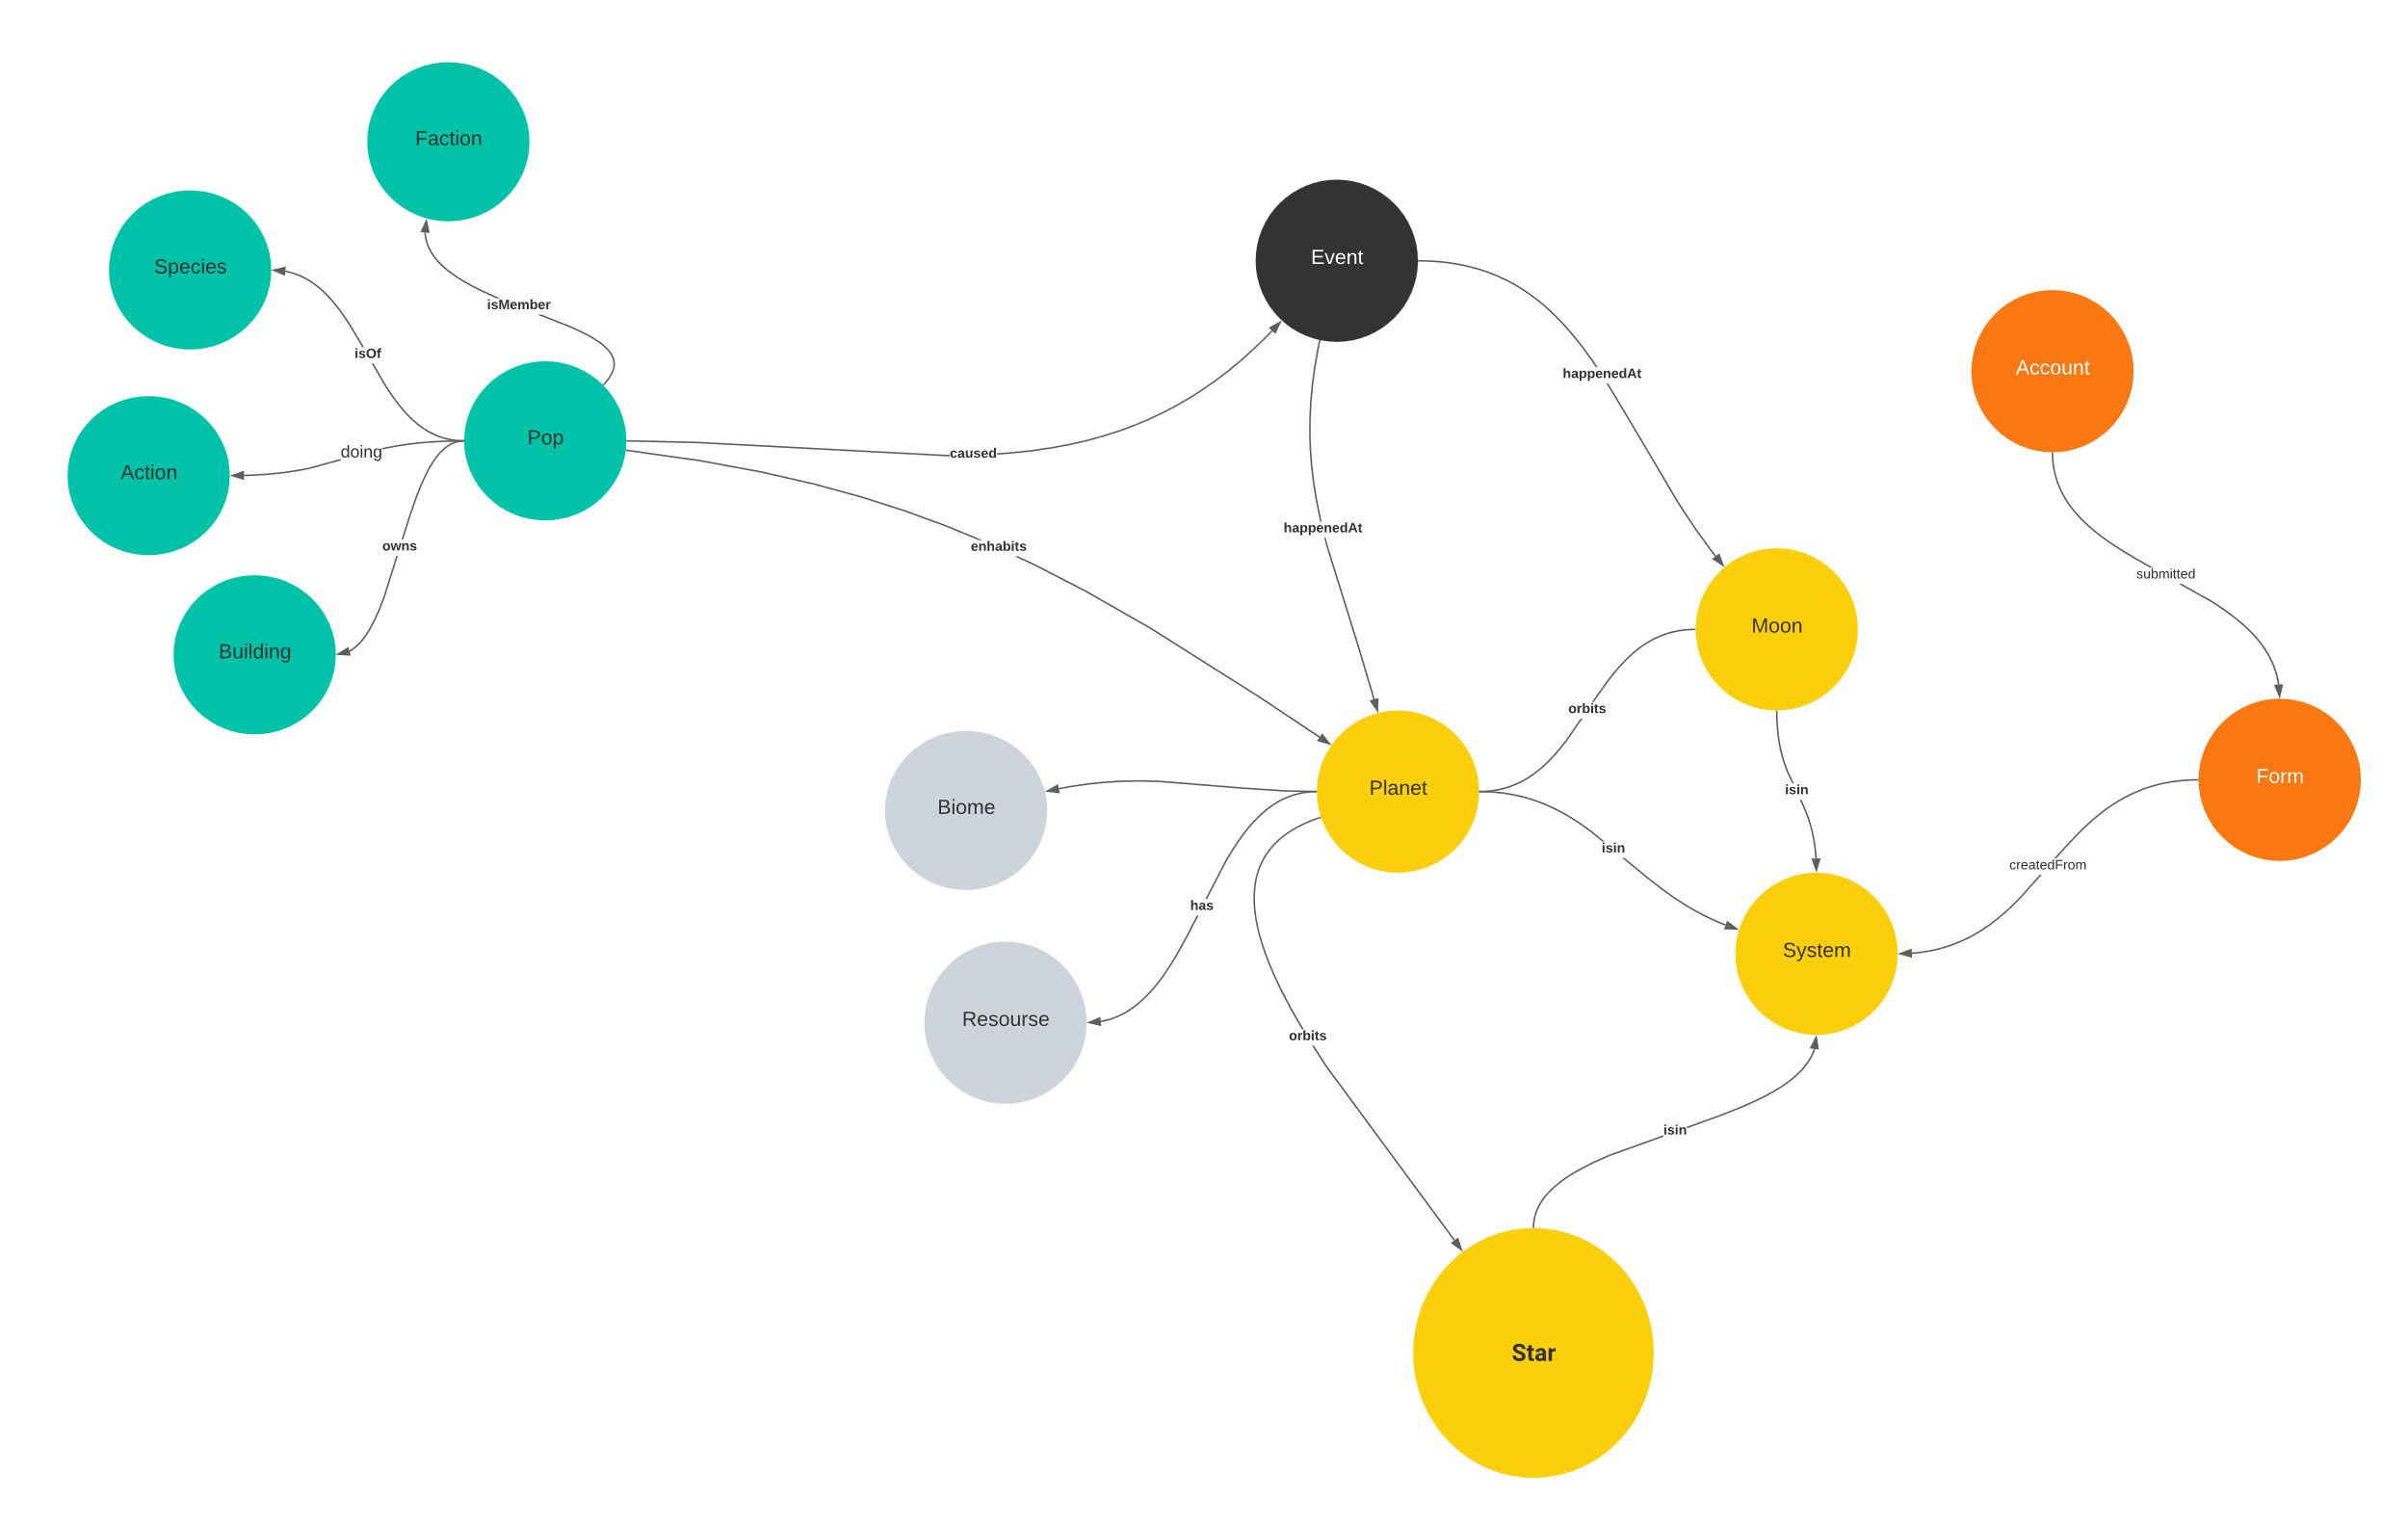 Faction
Species
Event
isMember
isOf
happenedAt
Account
Pop
doing
caused
Action
owns
enhabits
happenedAt
submitted
Building
Moon
orbits
Planet
isin
Form
Biome
isin
createdFrom
has
System
Resourse
orbits
isin
Star